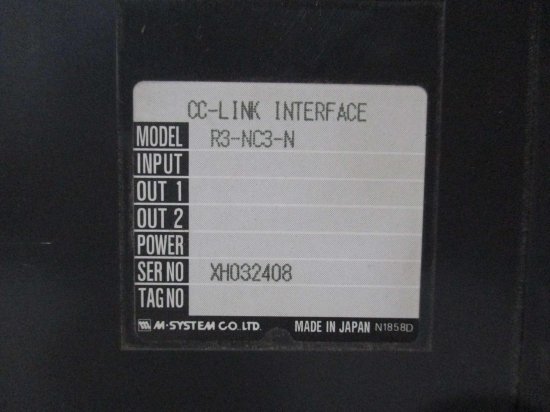 CC-LINK INTERFACE
MODEL R3-NC3-N
INPUT
OUT 1
OUT 2
POWER
SER NO XH032408
TAG NO
M-SYSTEM CO. LTD. MADE IN JAPAN N1858D